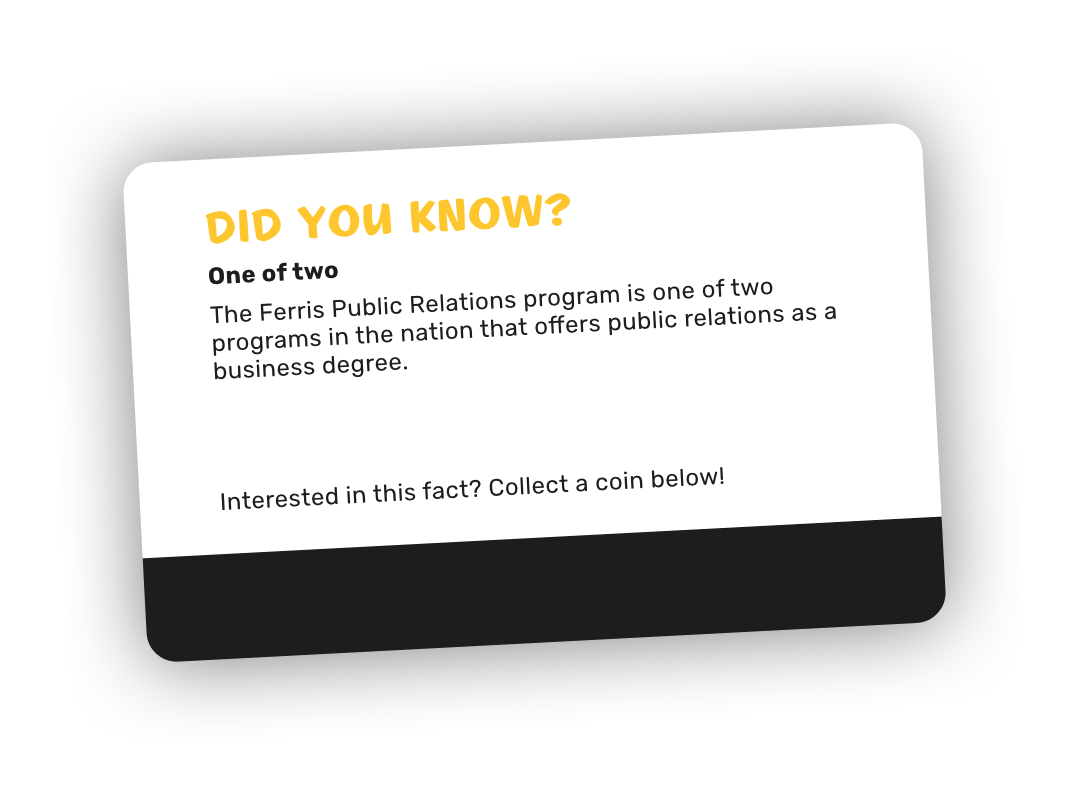 DID YOU KNOW?
One of two
The Ferris Public Relations program is one of two
programs in the nation that offers public relations as a
business degree.
Interested in this fact? Collect a coin below!